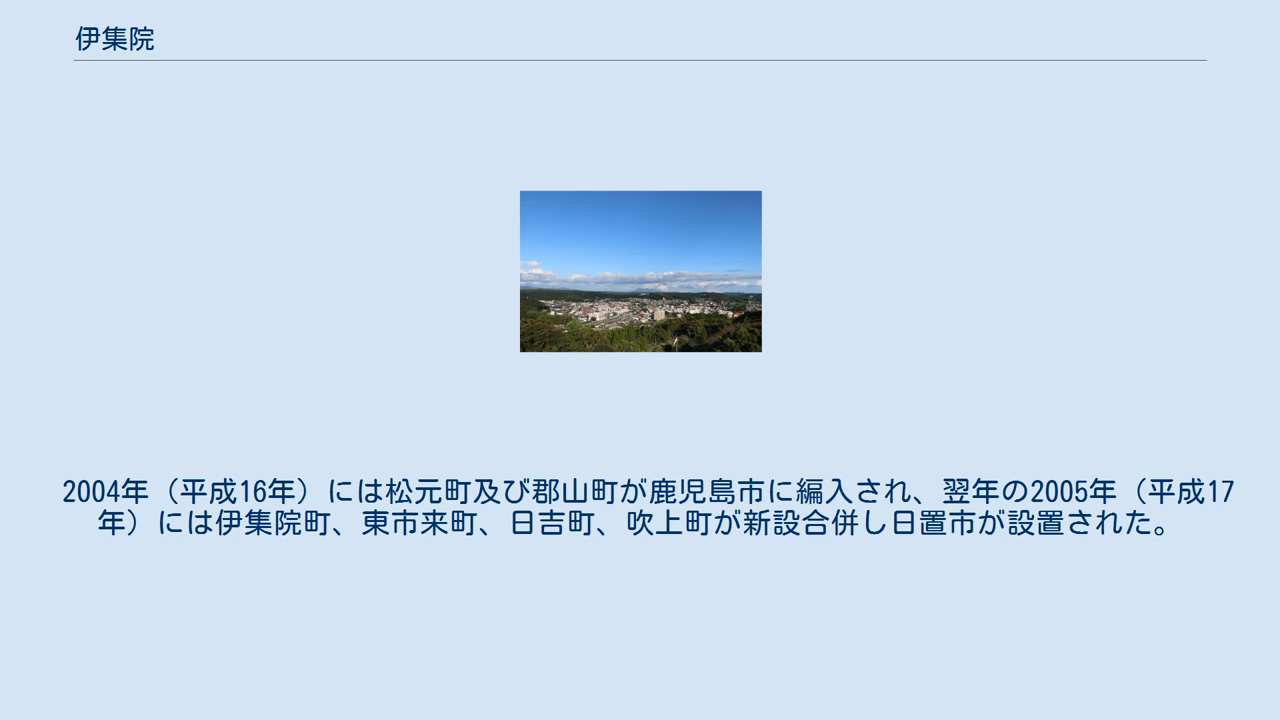 伊集院
2004年（平成16年）には松元町及び郡山町が鹿児島市に編入され、翌年の2005年（平成17
年）には伊集院町、東市来町、日吉町、吹上町が新設合併し日置市が設置された。